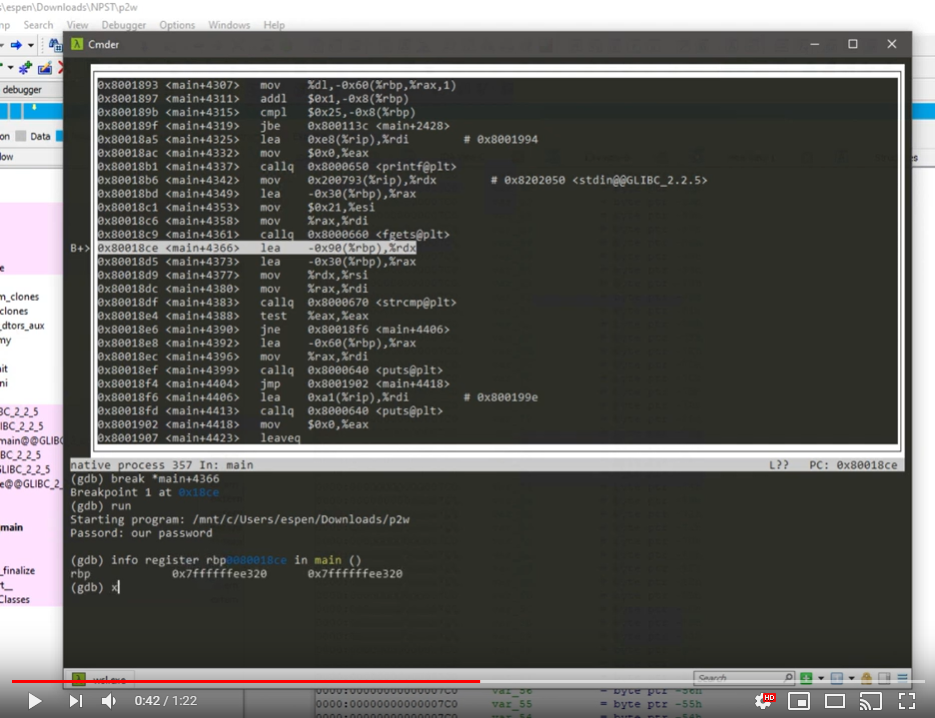 s\espen\Downloads\NPST\p2w
mp Search View Debugger Options Windows Help
Cmder
debugger
on Data
low
0x8001893 <main+4307> mov %dl,-0x60(%rbp,%rax,1)
0x8001897 <main+4311> addl $0x1,-0x8(%rbp)
0x800189b <main+4315> cmpl $0x25,-0x8(%rbp)
0x800189f <main+4319> jbe 0x800113c <main+2428>
0x80018a5 <main+4325> lea 0xe8(%rip),%rdi # 0x8001994
0x80018ac <main+4332> mov $0x0,%eax
0x80018b1 <main+4337> callq 0x8000650 <printf@plt>
0x80018b6 <main+4342> mov 0x200793(%rip),%rdx # 0x8202050 <stdin@@GLIBC_2.2.5>
0x80018bd <main+4349> lea -0x30(%rbp),%rax
0x80018c1 <main+4353> mov $0x21,%esi
0x80018c6 <main+4358> mov %rax,%rdi
0x80018c9 <main+4361> callq 0x8000660 <fgets@plt>
B+> 0x80018ce <main+4366> lea -0x90(%rbp),%rdx
0x80018d5 <main+4373> lea -0x30(%rbp),%rax
0x80018d9 <main+4377> mov %rdx,%rsi
0x80018dc <main+4380> mov %rax,%rdi
0x80018df <main+4383> callq 0x8000670 <strcmp@plt>
0x80018e4 <main+4388> test %eax,%eax
0x80018e6 <main+4390> jne 0x80018f6 <main+4406>
0x80018e8 <main+4392> lea -0x60(%rbp),%rax
0x80018ec <main+4396> mov %rax,%rdi
0x80018ef <main+4399> callq 0x8000640 <puts@plt>
0x80018f4 <main+4404> jmp 0x8001902 <main+4418>
0x80018f6 <main+4406> lea 0xa1(%rip),%rdi # 0x800199e
0x80018fd <main+4413> callq 0x8000640 <puts@plt>
0x8001902 <main+4418> mov $0x0,%eax
0x8001907 <main+4423> leaveq
e
m_clones
clones
_dtors_aux
my
it
ni
BC_2_2_5
IBC_2_2_5
main@@GLIBC
BC_2_2_5
GLIBC_2_2_5
e@@GLIBC_2_
main
_finalize
t__
Classes
native process 357 In: main L?? PC: 0x80018ce
(gdb) break *main+4366
Breakpoint 1 at 0x18ce
(gdb) run
Starting program: /mnt/c/Users/espen/Downloads/p2w
Passord: our password
(gdb) info register rbp000800018ce in main ()
rbp 0x7ffffffee320 0x7ffffffee320
(gdb) x
wsl.exe
Search
0000:00000000000007C0 var_56 = byte ptr -56h
0000:00000000000007C0 var_55 = byte ptr -55h
0:42 / 1:22
HD